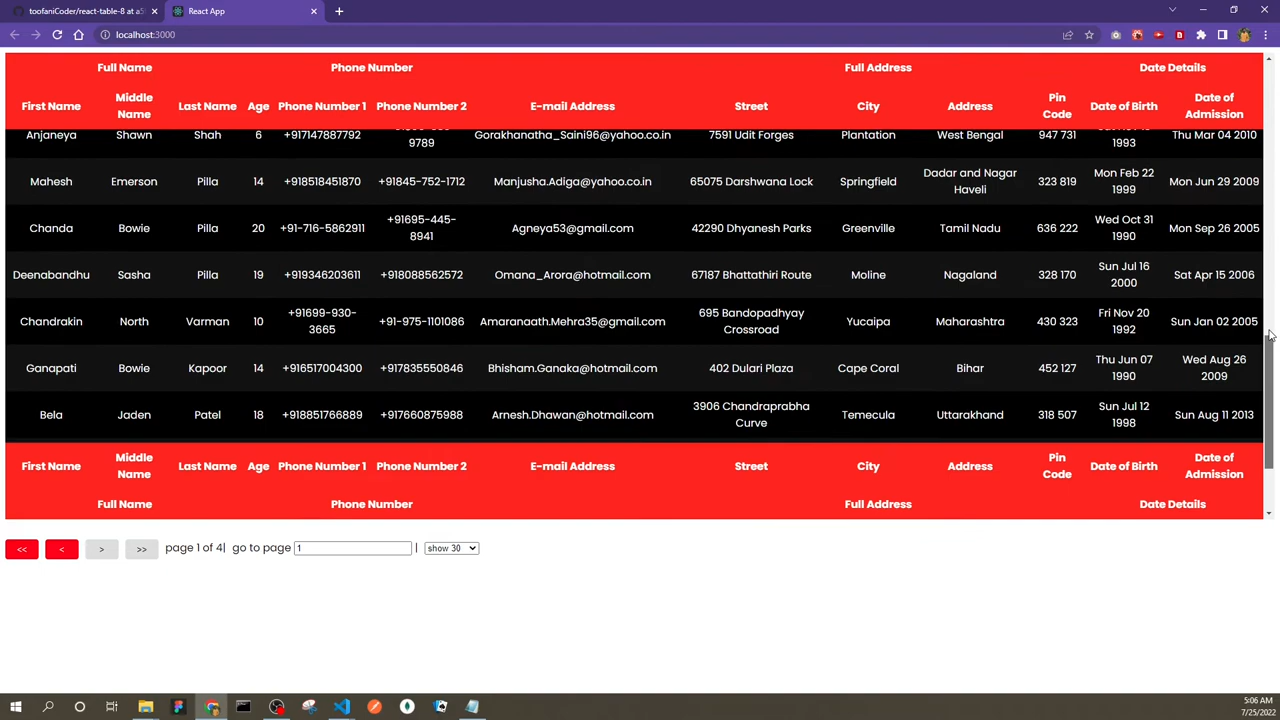 toofaniCoder/react-table-8 at a5
React App
localhost:3000
Full Name Phone Number Full Address Date Details
First Name Middle Name Last Name Age Phone Number 1 Phone Number 2 E-mail Address Street City Address Pin Code Date of Birth Date of Admission
Anjaneya Shawn Shah 6 +917147887792 9789 Gorakhanatha_Saini96@yahoo.co.in 7591 Udit Forges Plantation West Bengal 947 731 1993 Thu Mar 04 2010
Mahesh Emerson Pilla 14 +918518451870 +91845-752-1712 Manjusha.Adiga@yahoo.co.in 65075 Darshwana Lock Springfield Dadar and Nagar Haveli 323 819 Mon Feb 22 1999 Mon Jun 29 2009
Chanda Bowie Pilla 20 +91-716-5862911 +91695-445-8941 Agneya53@gmail.com 42290 Dhyanesh Parks Greenville Tamil Nadu 636 222 Wed Oct 31 1990 Mon Sep 26 2005
Deenabandhu Sasha Pilla 19 +919346203611 +918088562572 Omana_Arora@hotmail.com 67187 Bhattathiri Route Moline Nagaland 328 170 Sun Jul 16 2000 Sat Apr 15 2006
Chandrakin North Varman 10 +91699-930-3665 +91-975-1101086 Amaranaath.Mehra35@gmail.com 695 Bandopadhyay Crossroad Yucaipa Maharashtra 430 323 Fri Nov 20 1992 Sun Jan 02 2005
Ganapati Bowie Kapoor 14 +916517004300 +917835550846 Bhisham.Ganaka@hotmail.com 402 Dulari Plaza Cape Coral Bihar 452 127 Thu Jun 07 1990 Wed Aug 26 2009
Bela Jaden Patel 18 +918851766889 +917660875988 Arnesh.Dhawan@hotmail.com 3906 Chandraprabha Curve Temecula Uttarakhand 318 507 Sun Jul 12 1998 Sun Aug 11 2013
First Name Middle Name Last Name Age Phone Number 1 Phone Number 2 E-mail Address Street City Address Pin Code Date of Birth Date of Admission
Full Name Phone Number Full Address Date Details
<< < > >> page 1 of 4| go to page 1 | show 30
5:06 AM
7/25/2022